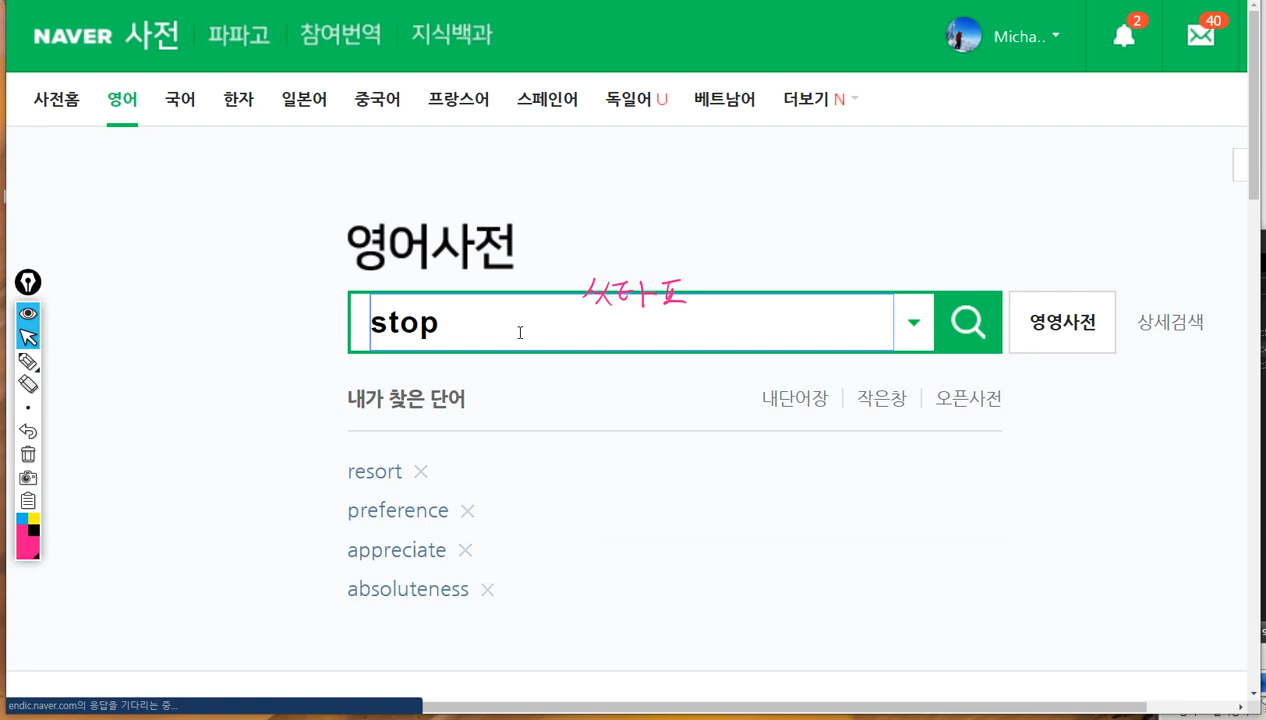 NAVER 사전 파파고 참여번역 지식백과 Micha.. 2 40
사전홈 영어 국어 한자 일본어 중국어 프랑스어 스페인어 독일어 U 베트남어 더보기 N
영어사전
stop 영영사전 상세검색
내가 찾은 단어 내단어장 작은창 오픈사전
resort ×
preference ×
appreciate ×
absoluteness ×
endic.naver.com의 응답을 기다리는 중...